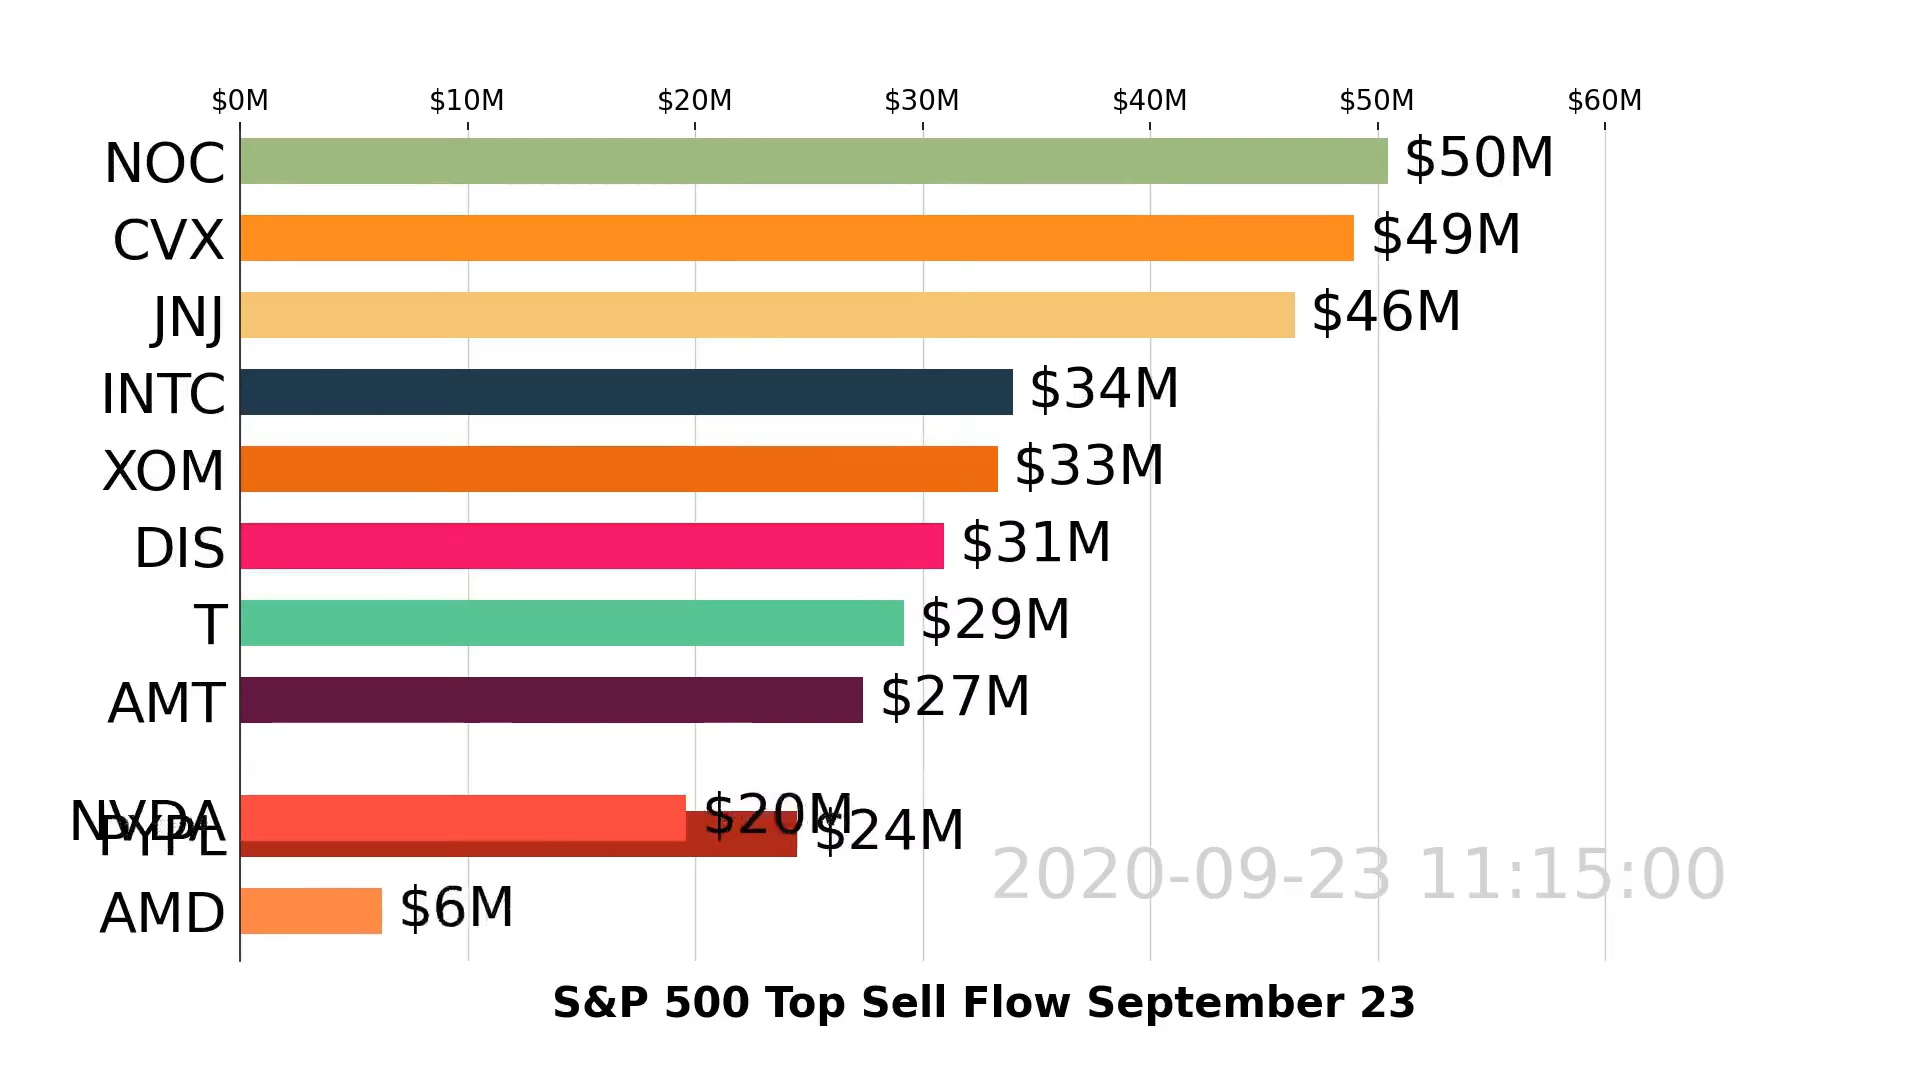 $0M $10M $20M $30M $40M $50M $60M
NOC $50M
CVX $49M
JNJ $46M
INTC $34M
XOM $33M
DIS $31M
T $29M
AMT $27M
NVDA $20M
PYPL $24M
AMD $6M
2020-09-23 11:15:00
S&P 500 Top Sell Flow September 23